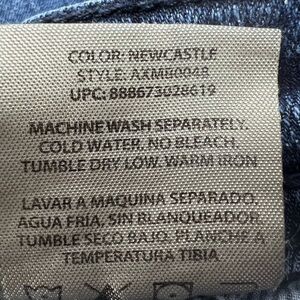 COLOR: NEWCASTLE
STYLE: AXMB0048
UPC: 888673028619
MACHINE WASH SEPARATELY.
COLD WATER, NO BLEACH.
TUMBLE DRY LOW. WARM IRON
LAVAR A MAQUINA SEPARADO.
AGUA FRIA, SIN BLANQUEADOR
TUMBLE SECO BAJO. PLANCHE A
TEMPERATURA TIBIA